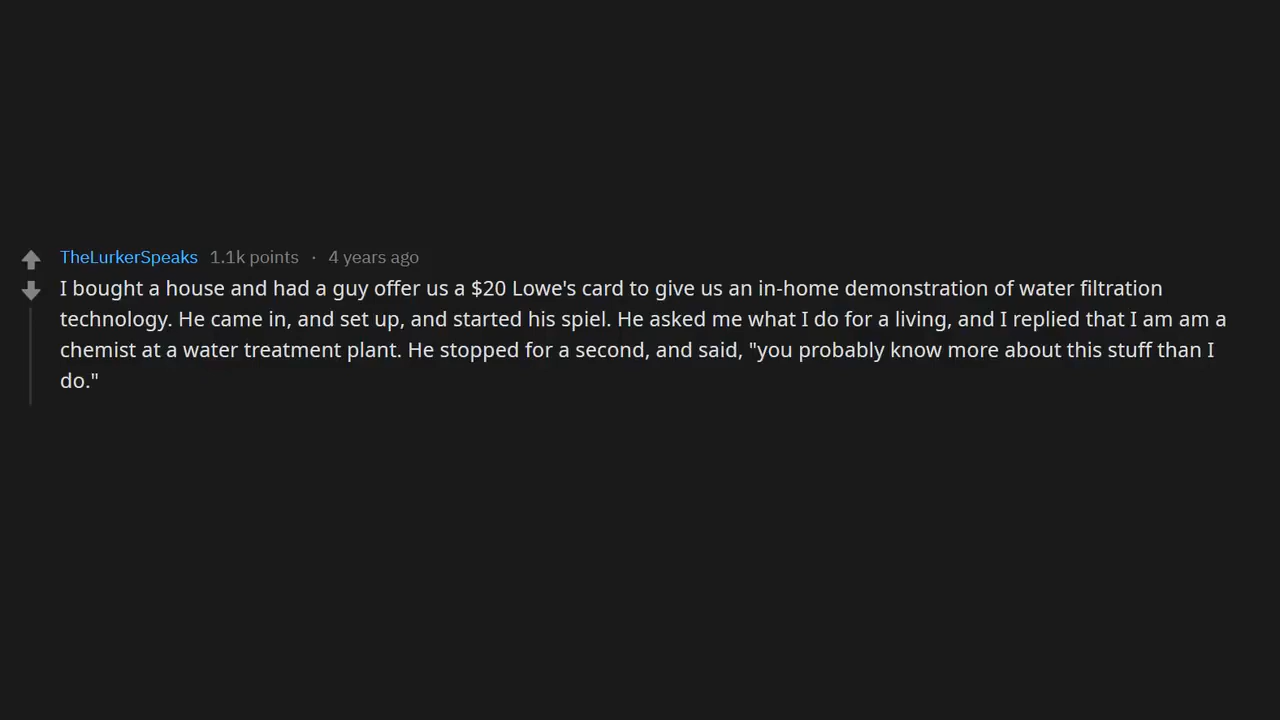 TheLurkerSpeaks 1.1k points · 4 years ago
I bought a house and had a guy offer us a $20 Lowe's card to give us an in-home demonstration of water filtration
technology. He came in, and set up, and started his spiel. He asked me what I do for a living, and I replied that I am am a
chemist at a water treatment plant. He stopped for a second, and said, "you probably know more about this stuff than I
do."